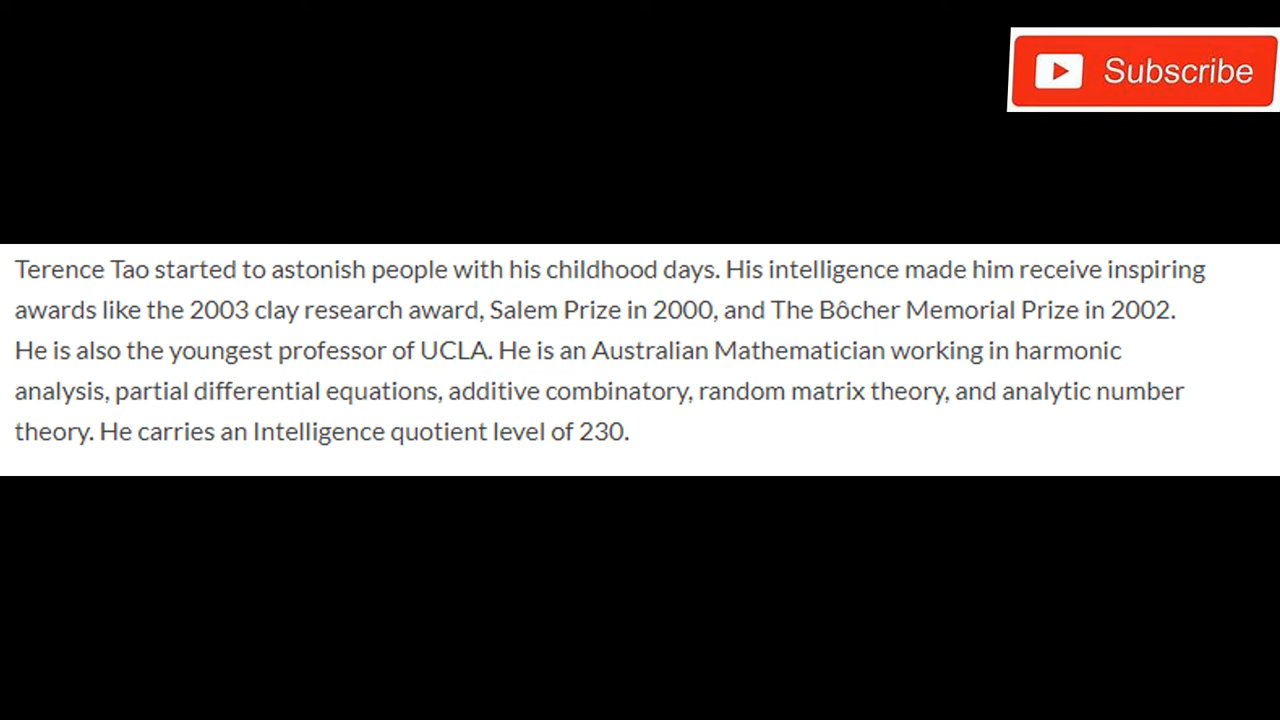 Subscribe
Terence Tao started to astonish people with his childhood days. His intelligence made him receive inspiring
awards like the 2003 clay research award, Salem Prize in 2000, and The Bôcher Memorial Prize in 2002.
He is also the youngest professor of UCLA. He is an Australian Mathematician working in harmonic
analysis, partial differential equations, additive combinatory, random matrix theory, and analytic number
theory. He carries an Intelligence quotient level of 230.